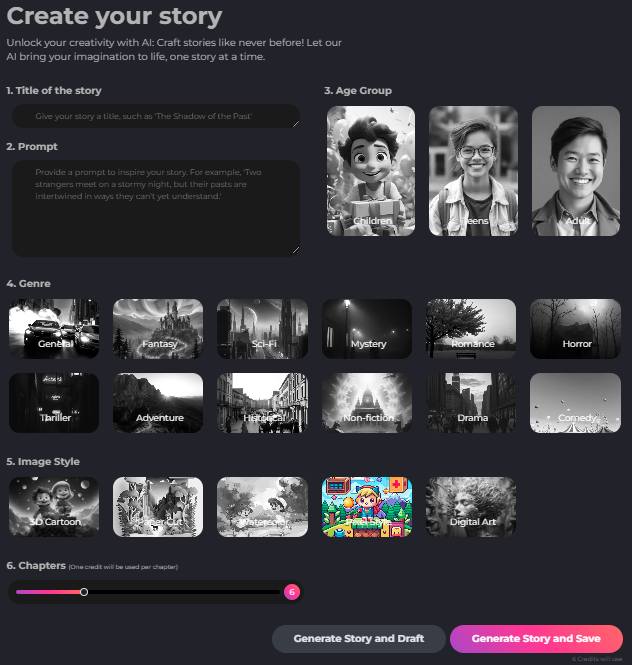 Create your story
Unlock your creativity with AI: Craft stories like never before! Let our
AI bring your imagination to life, one story at a time.
1. Title of the story
Give your story a title, such as 'The Shadow of the Past'
2. Prompt
Provide a prompt to inspire your story. For example, 'Two
strangers meet on a stormy night, but their pasts are
intertwined in ways they can't yet understand.'
3. Age Group
Children
Teens
Adult
4. Genre
General
Fantasy
Sci-Fi
Mystery
Romance
Horror
Thriller
Adventure
Historical
Non-fiction
Drama
Comedy
5. Image Style
3D Cartoon
Paper Cut
Watercolor
Pixel Style
Digital Art
6. Chapters (One credit will be used per chapter)
6
Generate Story and Draft
Generate Story and Save
6 Credits will use